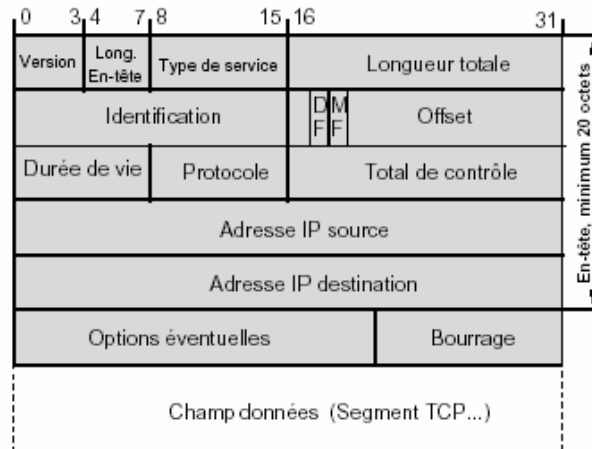 0 3 4 7 8 15 16 31
Version Long. En-tête Type de service Longueur totale
Identification DF MF Offset
Durée de vie Protocole Total de contrôle
Adresse IP source
Adresse IP destination
Options éventuelles Bourrage
Champ données (Segment TCP...)
En-tête, minimum 20 octets